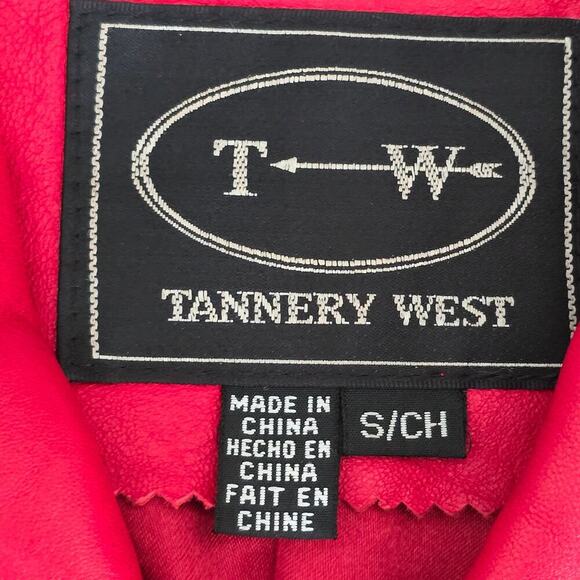 T W
TANNERY WEST
MADE IN
CHINA
HECHO EN
CHINA
FAIT EN
CHINE
S/CH